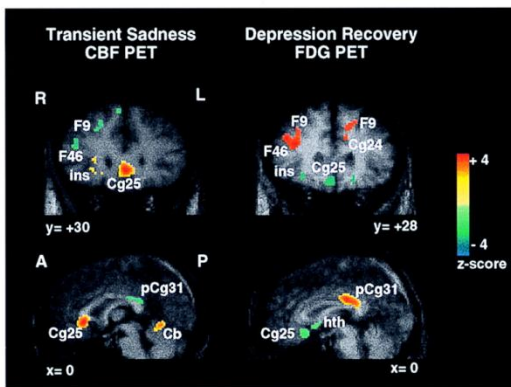 Transient Sadness
CBF PET
Depression Recovery
FDG PET
R
L
F9
F9
F46
F46
Cg24
ins
Cg25
ins
Cg25
+ 4
- 4
z-score
y= +30
y= +28
A
P
pCg31
pCg31
Cg25
Cb
Cg25
hth
x= 0
x= 0